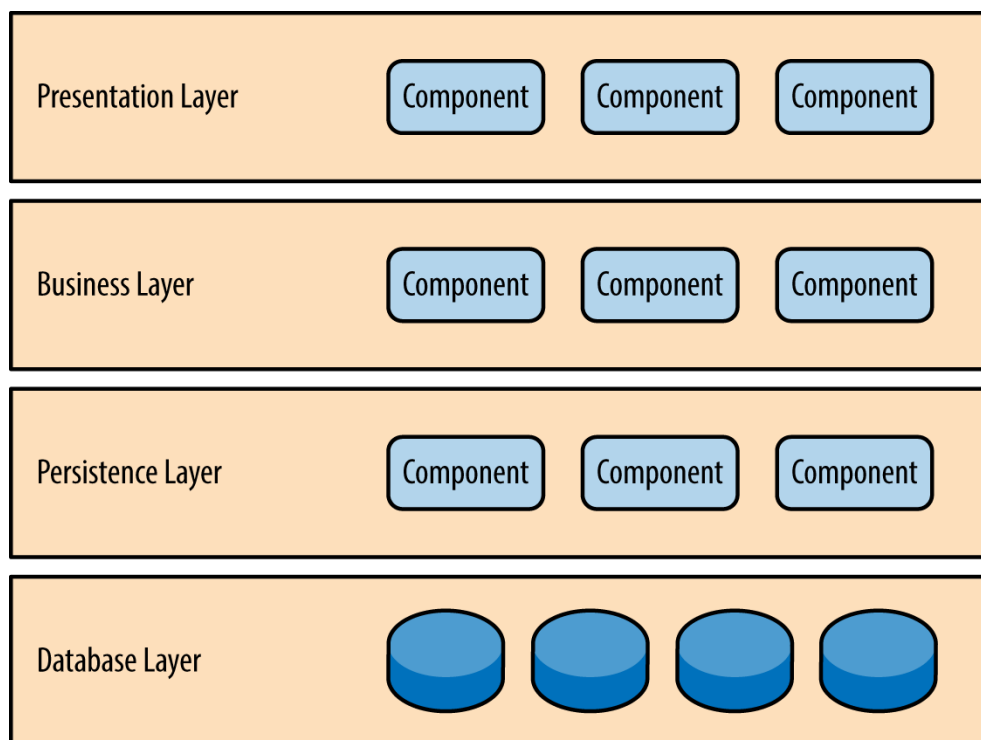 Presentation Layer Component Component Component
Business Layer Component Component Component
Persistence Layer Component Component Component
Database Layer